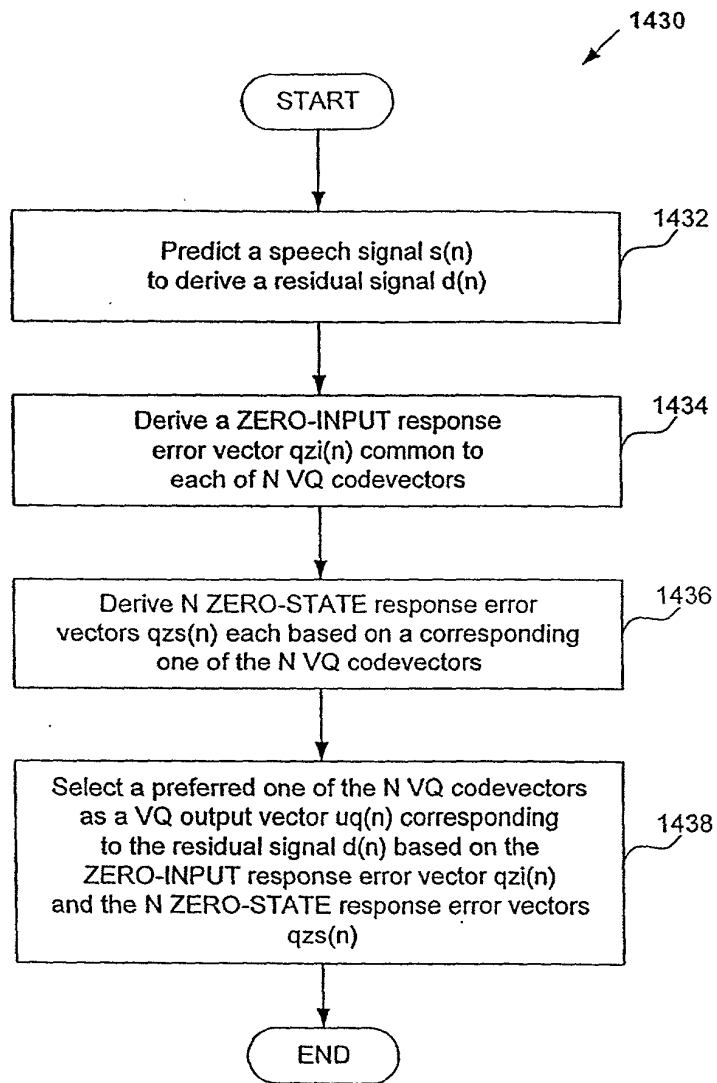 1430
START
1432
Predict a speech signal s(n)
to derive a residual signal d(n)
1434
Derive a ZERO-INPUT response
error vector qzi(n) common to
each of N VQ codevectors
1436
Derive N ZERO-STATE response error
vectors qzs(n) each based on a corresponding
one of the N VQ codevectors
1438
Select a preferred one of the N VQ codevectors
as a VQ output vector uq(n) corresponding
to the residual signal d(n) based on the
ZERO-INPUT response error vector qzi(n)
and the N ZERO-STATE response error vectors
qzs(n)
END